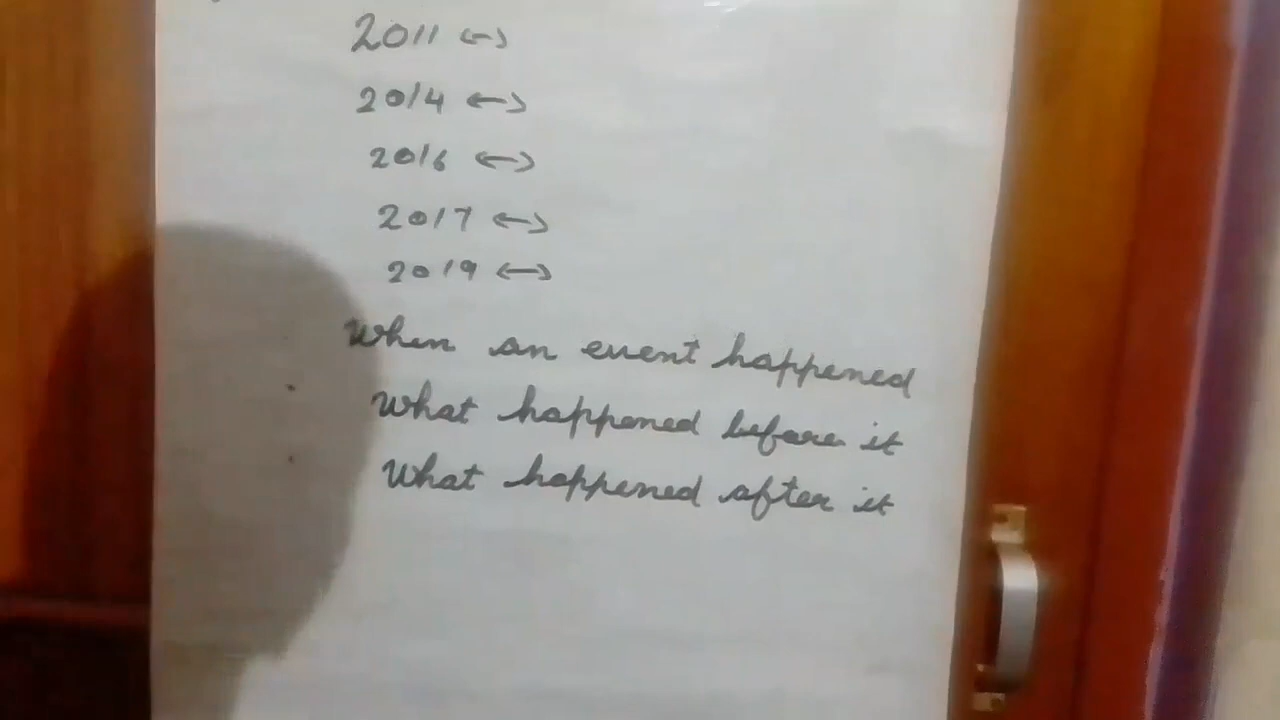 2011 ↔
2014 ↔
2016 ↔
2017 ↔
2019 ↔
When an event happened
What happened before it
What happened after it